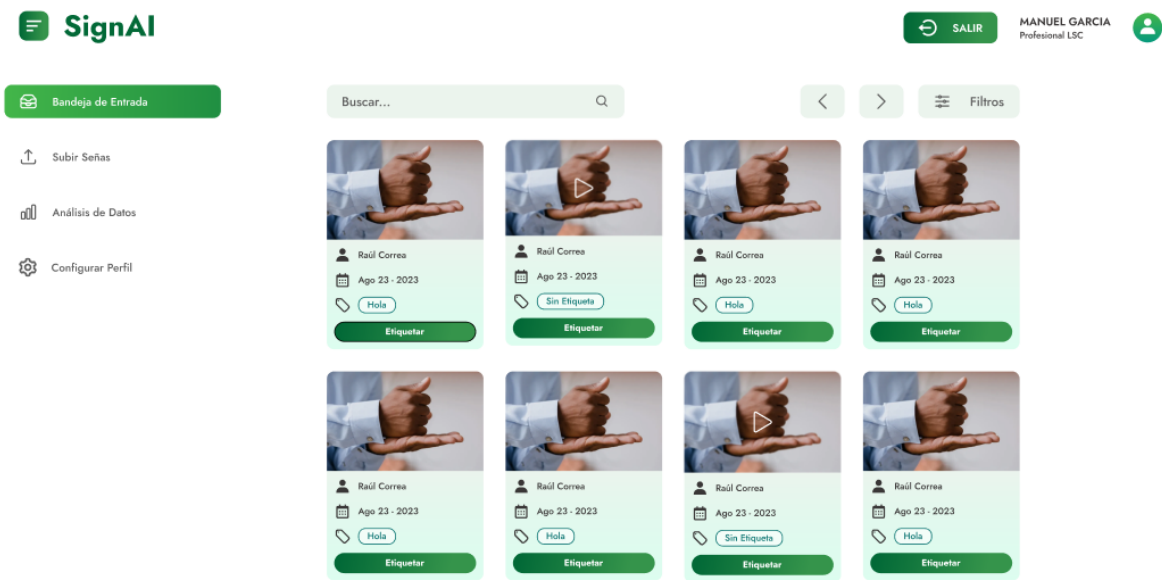 SignAI
SALIR
MANUEL GARCIA
Profesional LSC
Bandeja de Entrada
Subir Señas
Análisis de Datos
Configurar Perfil
Buscar...
Filtros
Raúl Correa
Ago 23 - 2023
Hola
Etiquetar
Raúl Correa
Ago 23 - 2023
Sin Etiqueta
Etiquetar
Raúl Correa
Ago 23 - 2023
Hola
Etiquetar
Raúl Correa
Ago 23 - 2023
Hola
Etiquetar
Raúl Correa
Ago 23 - 2023
Hola
Etiquetar
Raúl Correa
Ago 23 - 2023
Hola
Etiquetar
Raúl Correa
Ago 23 - 2023
Sin Etiqueta
Etiquetar
Raúl Correa
Ago 23 - 2023
Hola
Etiquetar